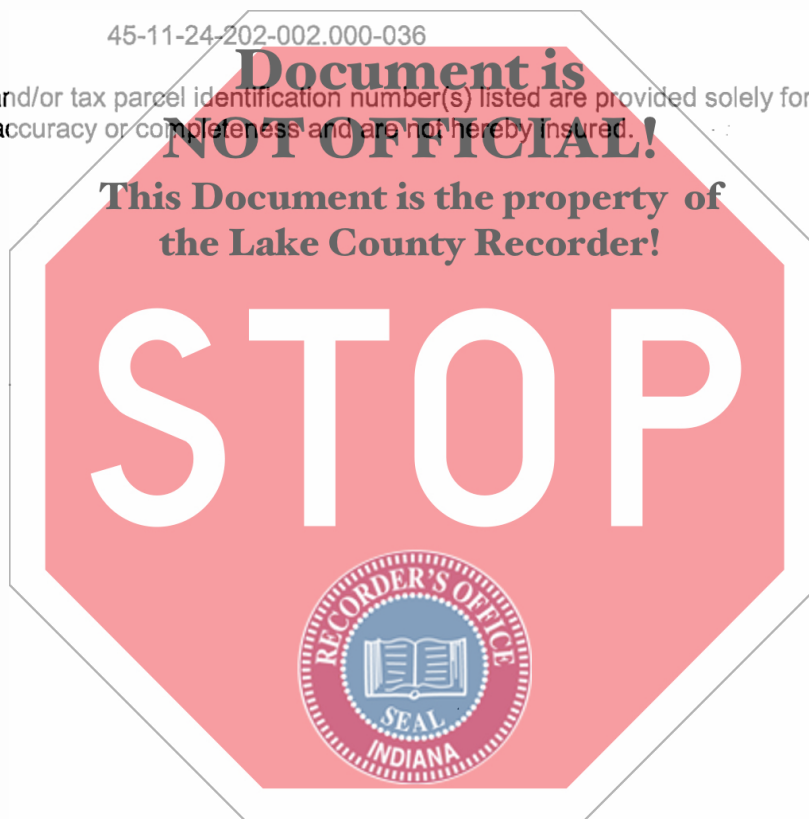 45-11-24-202-002.000-036
Document is
nd/or tax parcel identification number(s) listed are provided solely for
accuracy or completeness and are not hereby insured.
NOT OFFICIAL!
This Document is the property of
the Lake County Recorder!
STOP
RECORDER'S OFFICE
SEAL
INDIANA